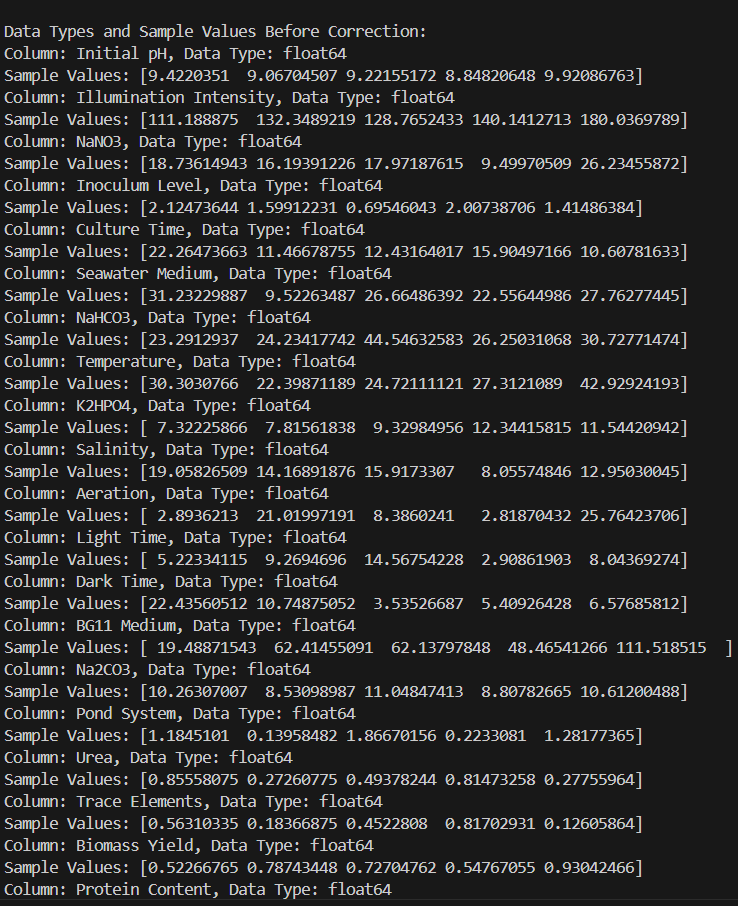 Data Types and Sample Values Before Correction:
Column: Initial pH, Data Type: float64
Sample Values: [9.4220351  9.06704507 9.22155172 8.84820648 9.92086763]
Column: Illumination Intensity, Data Type: float64
Sample Values: [111.188875  132.3489219 128.7652433 140.1412713 180.0369789]
Column: NaNO3, Data Type: float64
Sample Values: [18.73614943 16.19391226 17.97187615  9.49970509 26.23455872]
Column: Inoculum Level, Data Type: float64
Sample Values: [2.12473644 1.59912231 0.69546043 2.00738706 1.41486384]
Column: Culture Time, Data Type: float64
Sample Values: [22.26473663 11.46678755 12.43164017 15.90497166 10.60781633]
Column: Seawater Medium, Data Type: float64
Sample Values: [31.23229887  9.52263487 26.66486392 22.55644986 27.76277445]
Column: NaHCO3, Data Type: float64
Sample Values: [23.2912937  24.23417742 44.54632583 26.25031068 30.72771474]
Column: Temperature, Data Type: float64
Sample Values: [30.3030766  22.39871189 24.72111121 27.3121089  42.92924193]
Column: K2HPO4, Data Type: float64
Sample Values: [ 7.32225866  7.81561838  9.32984956 12.34415815 11.54420942]
Column: Salinity, Data Type: float64
Sample Values: [19.05826509 14.16891876 15.9173307   8.05574846 12.95030045]
Column: Aeration, Data Type: float64
Sample Values: [ 2.8936213  21.01997191  8.3860241   2.81870432 25.76423706]
Column: Light Time, Data Type: float64
Sample Values: [ 5.22334115  9.2694696  14.56754228  2.90861903  8.04369274]
Column: Dark Time, Data Type: float64
Sample Values: [22.43560512 10.74875052  3.53526687  5.40926428  6.57685812]
Column: BG11 Medium, Data Type: float64
Sample Values: [ 19.48871543  62.41455091  62.13797848  48.46541266 111.518515  ]
Column: Na2CO3, Data Type: float64
Sample Values: [10.26307007  8.53098987 11.04847413  8.80782665 10.61200488]
Column: Pond System, Data Type: float64
Sample Values: [1.1845101  0.13958482 1.86670156 0.2233081  1.28177365]
Column: Urea, Data Type: float64
Sample Values: [0.85558075 0.27260775 0.49378244 0.81473258 0.27755964]
Column: Trace Elements, Data Type: float64
Sample Values: [0.56310335 0.18366875 0.4522808  0.81702931 0.12605864]
Column: Biomass Yield, Data Type: float64
Sample Values: [0.52266765 0.78743448 0.72704762 0.54767055 0.93042466]
Column: Protein Content, Data Type: float64